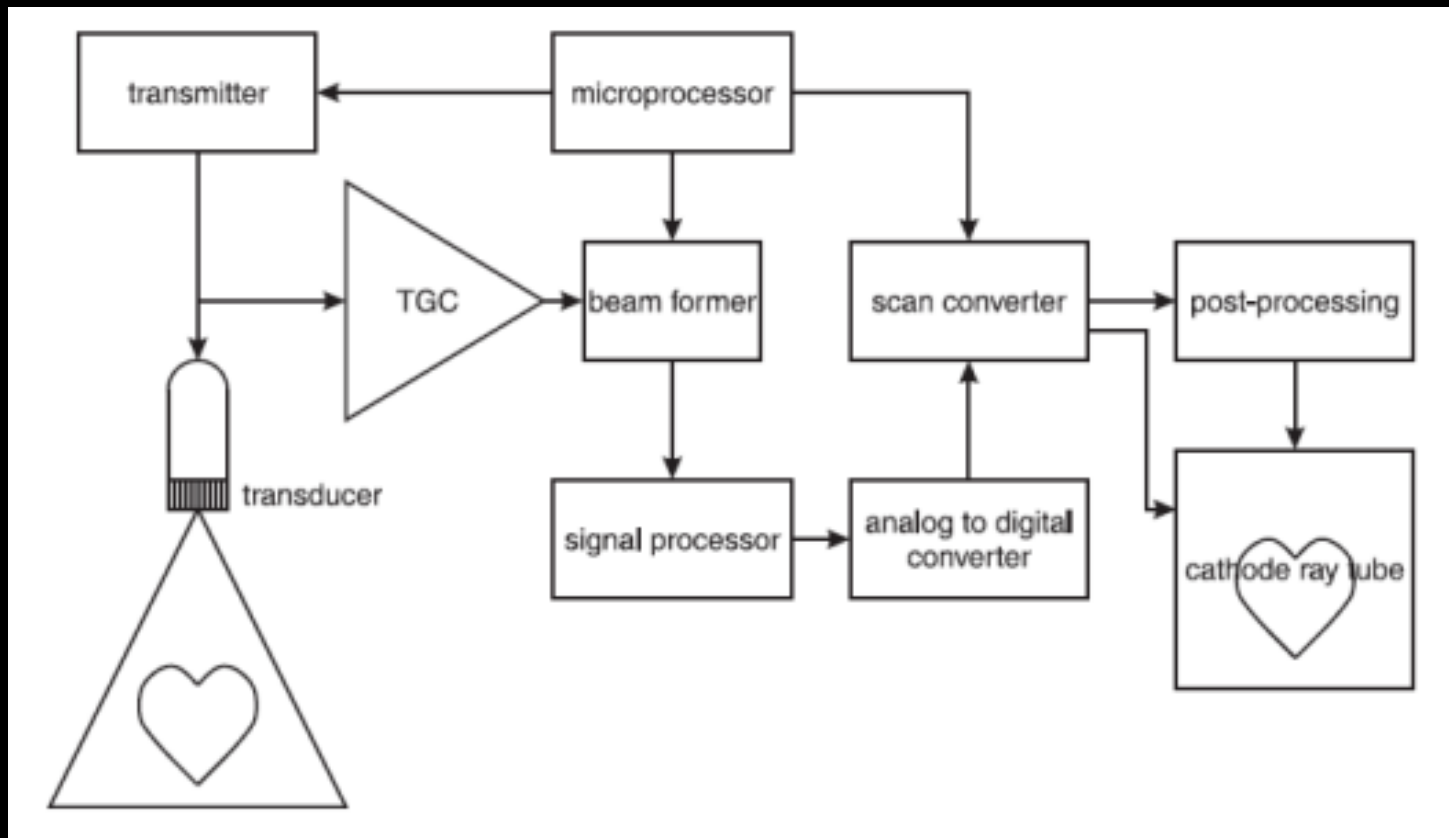 transmitter
microprocessor
TGC
beam former
scan converter
post-processing
transducer
signal processor
analog to digital
converter
cathode ray tube